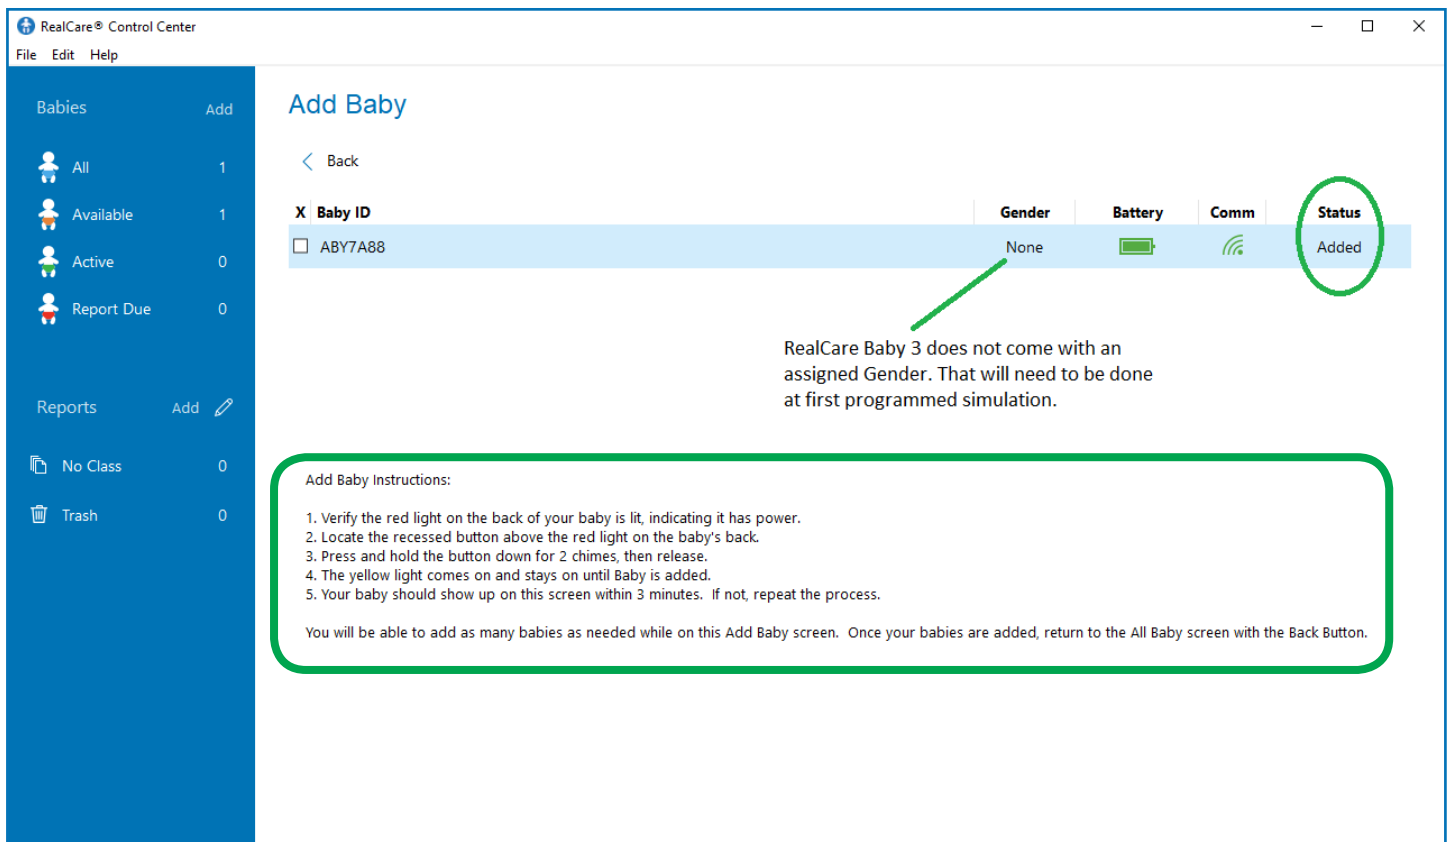 RealCare® Control Center
File Edit Help
Babies Add
All 1
Available 1
Active 0
Report Due 0
Reports Add
No Class 0
Trash 0
Add Baby
Back
X Baby ID Gender Battery Comm Status
ABY7A88 None Added
RealCare Baby 3 does not come with an
assigned Gender. That will need to be done
at first programmed simulation.
Add Baby Instructions:
1. Verify the red light on the back of your baby is lit, indicating it has power.
2. Locate the recessed button above the red light on the baby's back.
3. Press and hold the button down for 2 chimes, then release.
4. The yellow light comes on and stays on until Baby is added.
5. Your baby should show up on this screen within 3 minutes.  If not, repeat the process.
You will be able to add as many babies as needed while on this Add Baby screen.  Once your babies are added, return to the All Baby screen with the Back Button.